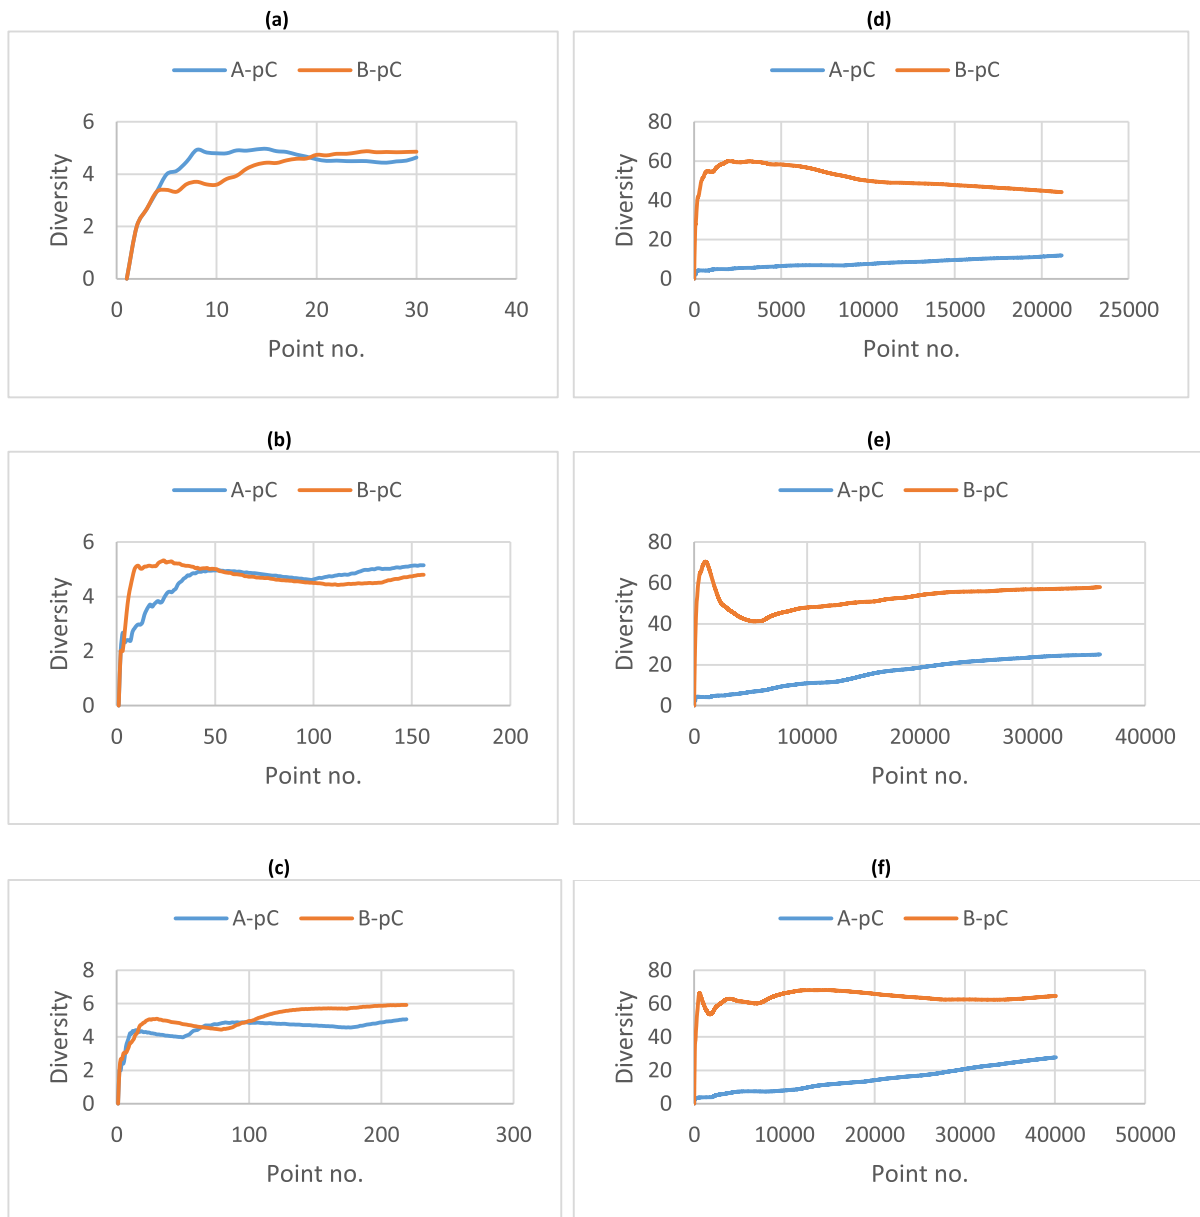 (a)
A-pC B-pC
6
4
2
0
Diversity
0 10 20 30 40
Point no.
(d)
A-pC B-pC
80
60
40
20
0
Diversity
0 5000 10000 15000 20000 25000
Point no.
(b)
A-pC B-pC
6
4
2
0
Diversity
0 50 100 150 200
Point no.
(e)
A-pC B-pC
80
60
40
20
0
Diversity
0 10000 20000 30000 40000
Point no.
(c)
A-pC B-pC
8
6
4
2
0
Diversity
0 100 200 300
Point no.
(f)
A-pC B-pC
80
60
40
20
0
Diversity
0 10000 20000 30000 40000 50000
Point no.